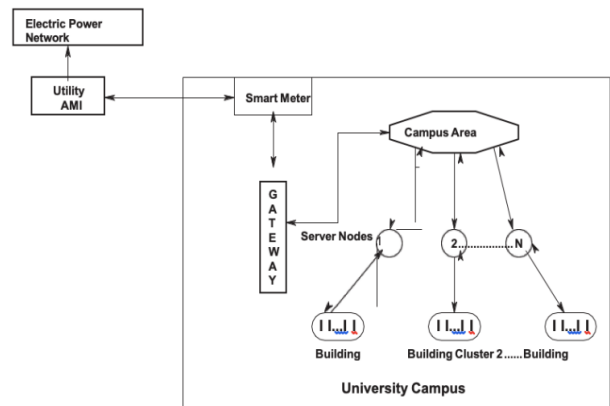 Electric Power
Network
Utility
AMI
Smart Meter
Campus Area
G
A
T
E
W
A
Y
Server Nodes 1
2..................N
I I...I I
I I...I I
I I...I I
Building
Building Cluster 2......Building
University Campus